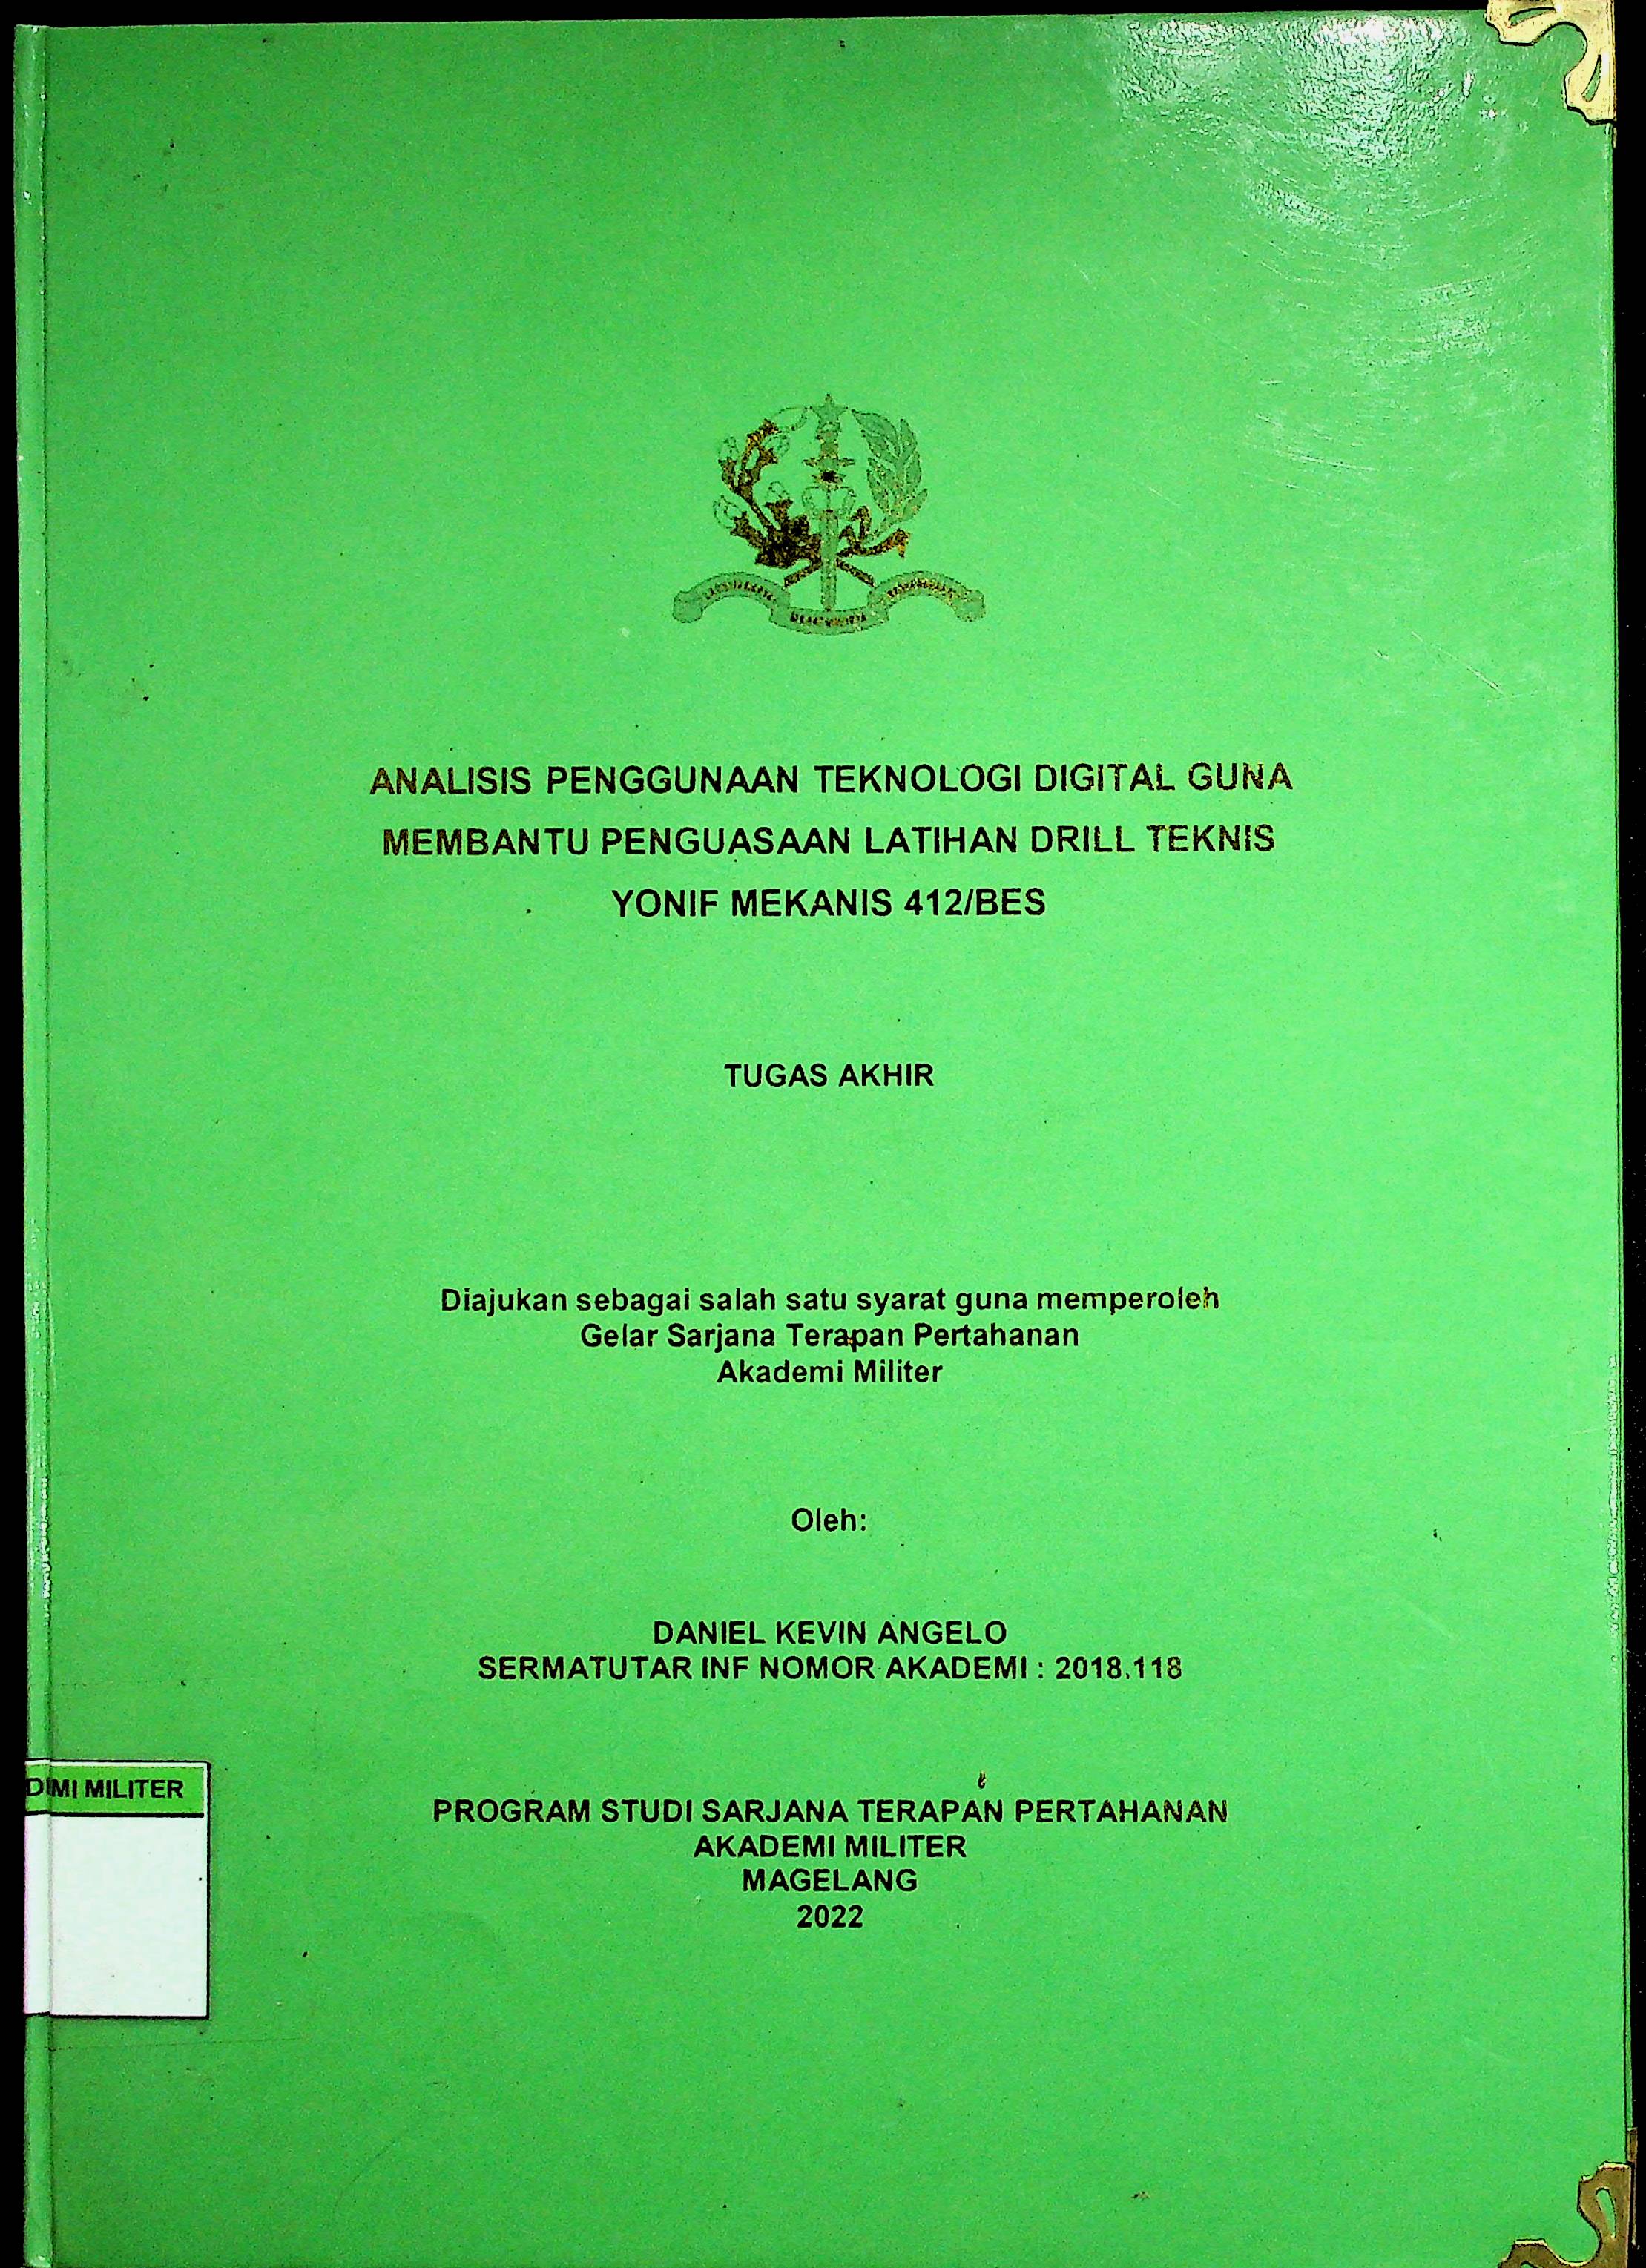 ANALISIS PENGGUNAAN TEKNOLOGI DIGITAL GUNA
MEMBANTU PENGUASAAN LATIHAN DRILL TEKNIS
YONIF MEKANIS 412/BES
TUGAS AKHIR
Diajukan sebagai salah satu syarat guna memperoleh
Gelar Sarjana Terapan Pertahanan
Akademi Militer
Oleh:
DANIEL KEVIN ANGELO
SERMATUTAR INF NOMOR AKADEMI : 2018.118
DIMI MILITER
PROGRAM STUDI SARJANA TERAPAN PERTAHANAN
AKADEMI MILITER
MAGELANG
2022